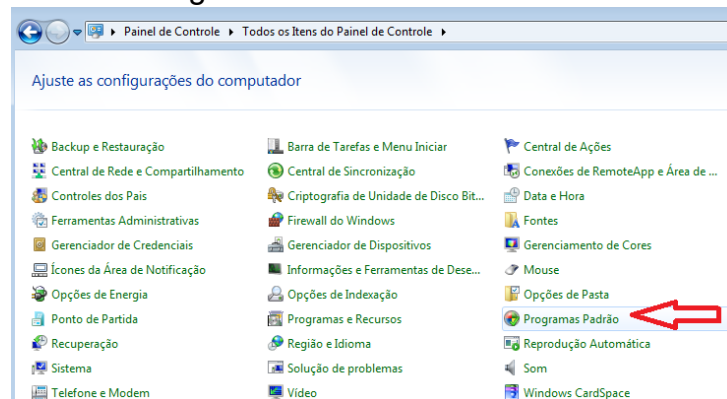 Painel de Controle ▸ Todos os Itens do Painel de Controle ▸
Ajuste as configurações do computador
Backup e Restauração Barra de Tarefas e Menu Iniciar Central de Ações
Central de Rede e Compartilhamento Central de Sincronização Conexões de RemoteApp e Área de ...
Controles dos Pais Criptografia de Unidade de Disco Bit... Data e Hora
Ferramentas Administrativas Firewall do Windows Fontes
Gerenciador de Credenciais Gerenciador de Dispositivos Gerenciamento de Cores
Ícones da Área de Notificação Informações e Ferramentas de Dese... Mouse
Opções de Energia Opções de Indexação Opções de Pasta
Ponto de Partida Programas e Recursos Programas Padrão
Recuperação Região e Idioma Reprodução Automática
Sistema Solução de problemas Som
Telefone e Modem Vídeo Windows CardSpace